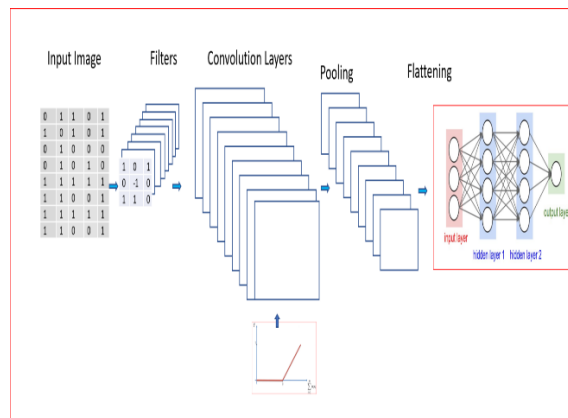 Input Image
Filters
Convolution Layers
Pooling
Flattening
0 1 1 0 1
1 0 1 0 1
1 0 0 0 1
0 1 0 1 0
1 1 1 1 1
1 1 0 0 1
1 1 1 1 1
1 1 0 0 1
1 0 1
0 -1 0
1 1 0
input layer
hidden layer 1 hidden layer 2
output laye